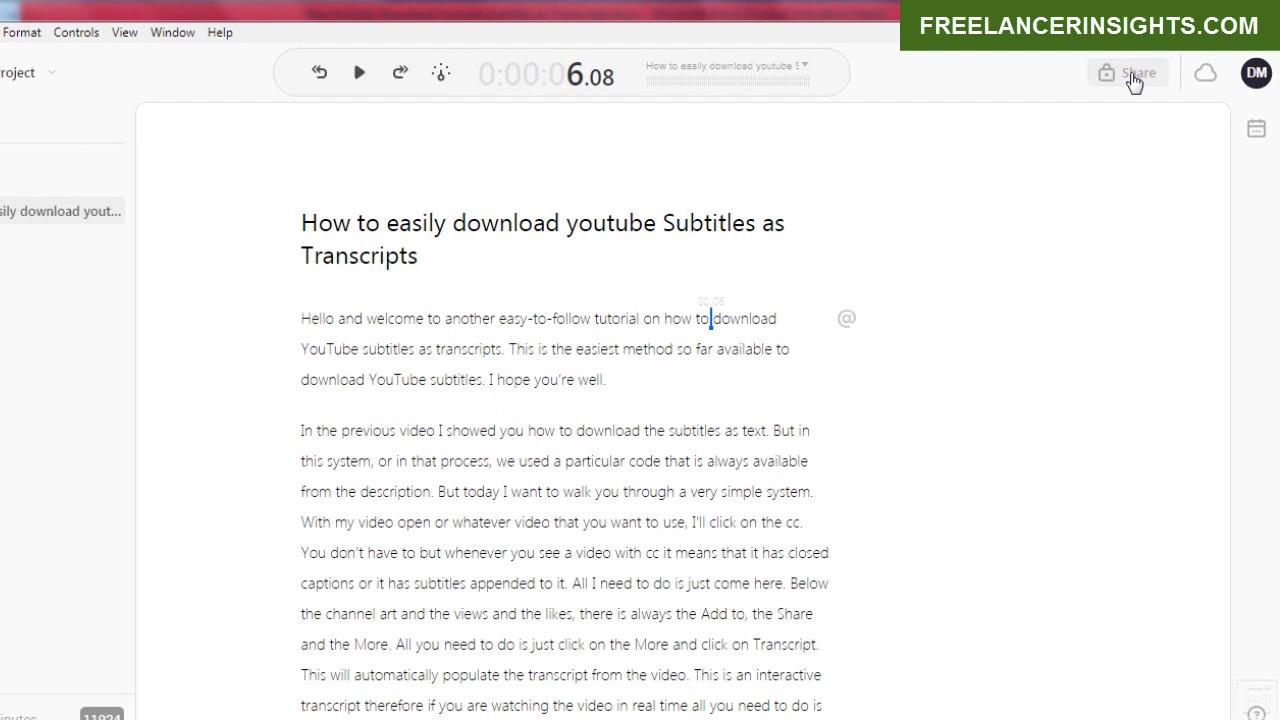 FREELANCERINSIGHTS.COM
Format Controls View Window Help
roject
0:00:06.08
How to easily download youtube S
Share
DM
sily download yout...
How to easily download youtube Subtitles as
Transcripts
00:06
Hello and welcome to another easy-to-follow tutorial on how to download
@
YouTube subtitles as transcripts. This is the easiest method so far available to
download YouTube subtitles. I hope you're well.
In the previous video I showed you how to download the subtitles as text. But in
this system, or in that process, we used a particular code that is always available
from the description. But today I want to walk you through a very simple system.
With my video open or whatever video that you want to use, I'll click on the cc.
You don't have to but whenever you see a video with cc it means that it has closed
captions or it has subtitles appended to it. All I need to do is just come here. Below
the channel art and the views and the likes, there is always the Add to, the Share
and the More. All you need to do is just click on the More and click on Transcript.
This will automatically populate the transcript from the video. This is an interactive
transcript therefore if you are watching the video in real time all you need to do is
inutes 11024